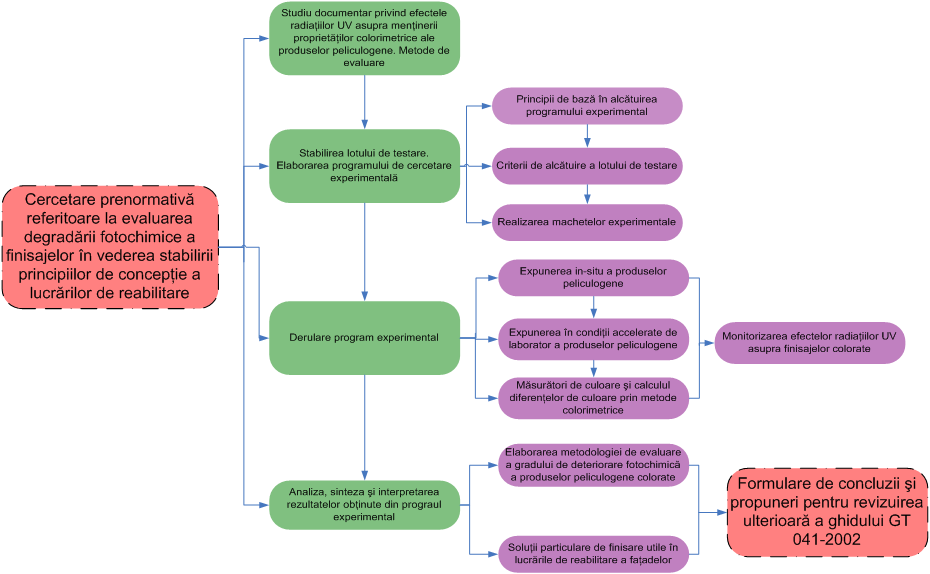 Studiu documentar privind efectele
radiațiilor UV asupra menținerii
proprietăților colorimetrice ale
produselor peliculogene. Metode de
evaluare
Principii de bază în alcătuirea
programului experimental
Stabilirea lotului de testare.
Elaborarea programului de cercetare
experimentală
Criterii de alcătuire a lotului de testare
Realizarea machetelor experimentale
Cercetare prenormativă
referitoare la evaluarea
degradării fotochimice a
finisajelor în vederea stabilirii
principiilor de concepție a
lucrărilor de reabilitare
Expunerea in-situ a produselor
peliculogene
Derulare program experimental
Expunerea în condiții accelerate de
laborator a produselor peliculogene
Măsurători de culoare şi calculul
diferențelor de culoare prin metode
colorimetrice
Monitorizarea efectelor radiațiilor UV
asupra finisajelor colorate
Elaborarea metodologiei de evaluare
a gradului de deteriorare fotochimică
a produselor peliculogene colorate
Analiza, sinteza şi interpretarea
rezultatelor obținute din prograul
experimental
Soluții particulare de finisare utile în
lucrările de reabilitare a fațadelor
Formulare de concluzii şi
propuneri pentru revizuirea
ulterioară a ghidului GT
041-2002